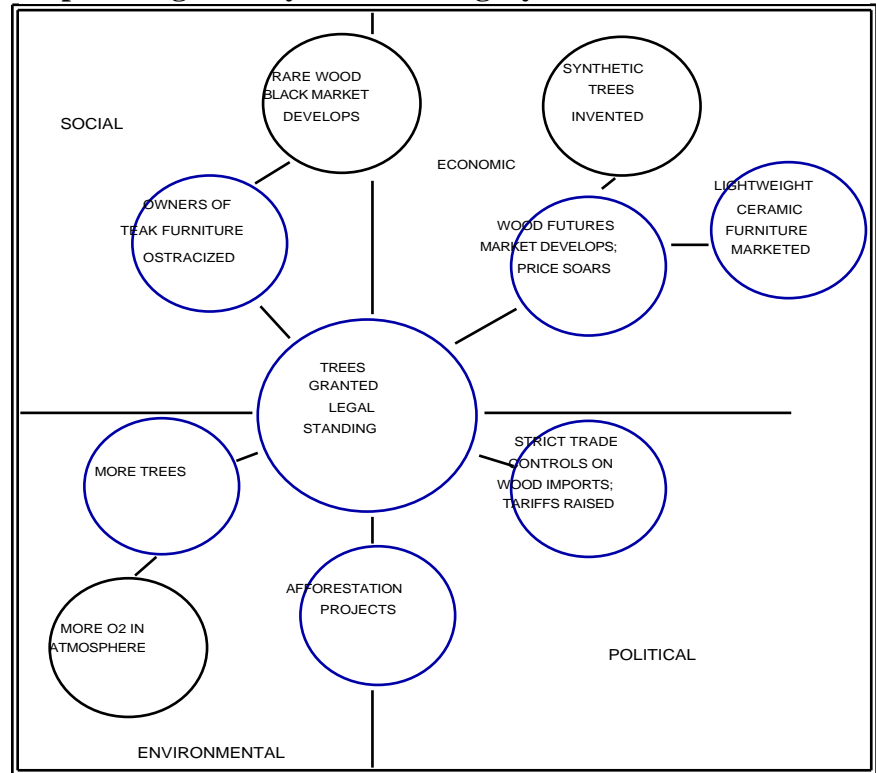 RARE WOOD
BLACK MARKET
DEVELOPS
SYNTHETIC
TREES
INVENTED
SOCIAL
ECONOMIC
OWNERS OF
TEAK FURNITURE
OSTRACIZED
WOOD FUTURES
MARKET DEVELOPS;
PRICE SOARS
LIGHTWEIGHT
CERAMIC
FURNITURE
MARKETED
TREES
GRANTED
LEGAL
STANDING
MORE TREES
STRICT TRADE
CONTROLS ON
WOOD IMPORTS;
TARIFFS RAISED
AFFORESTATION
PROJECTS
MORE O2 IN
ATMOSPHERE
POLITICAL
ENVIRONMENTAL